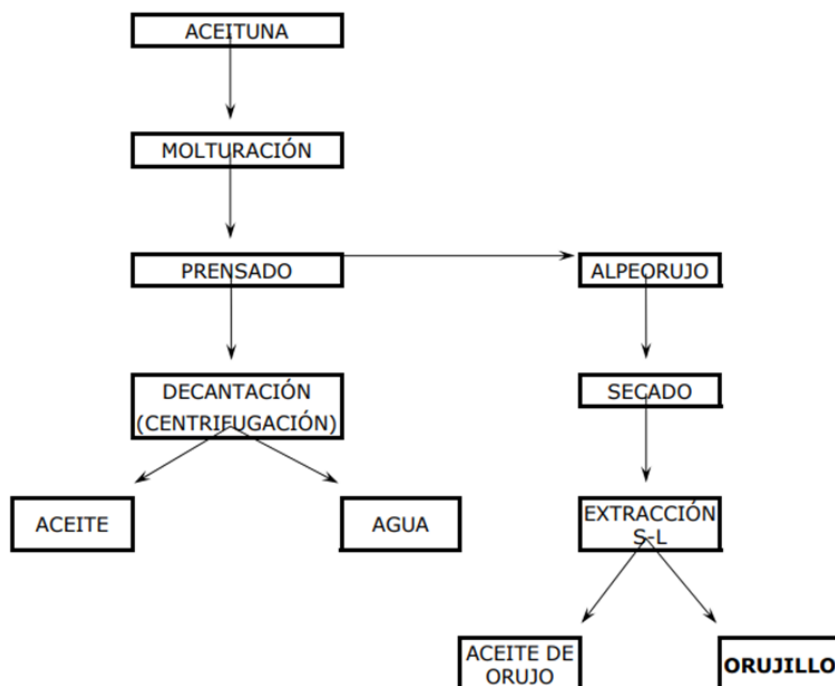 ACEITUNA
MOLTURACIÓN
PRENSADO
ALPEORUJO
DECANTACIÓN
(CENTRIFUGACIÓN)
SECADO
ACEITE
AGUA
EXTRACCIÓN
S-L
ACEITE DE
ORUJO
ORUJILLO